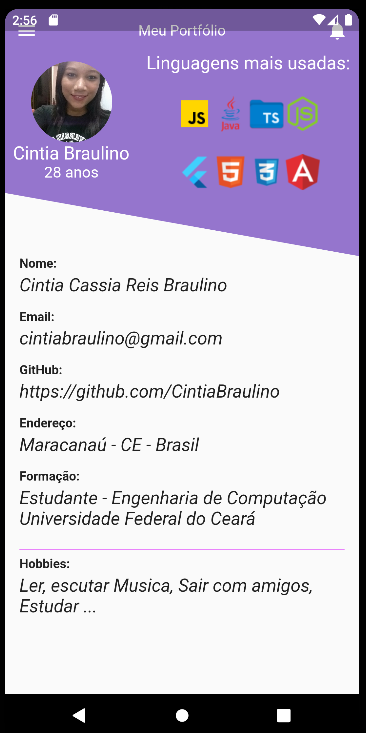 2:56
Meu Portfólio
Linguagens mais usadas:
JS
Java
TS
JS
5
3
A
Cintia Braulino
28 anos
Nome:
Cintia Cassia Reis Braulino
Email:
cintiabraulino@gmail.com
GitHub:
https://github.com/CintiaBraulino
Endereço:
Maracanaú - CE - Brasil
Formação:
Estudante - Engenharia de Computação
Universidade Federal do Ceará
Hobbies:
Ler, escutar Musica, Sair com amigos,
Estudar ...